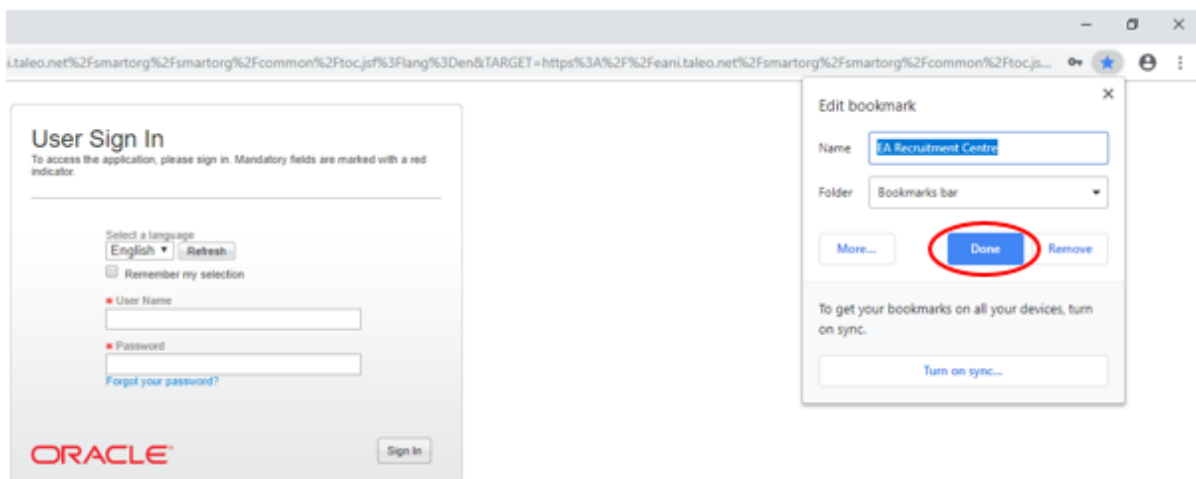 i.taleo.net%2Fsmartorg%2Fsmartorg%2Fcommon%2Ftoc.jsf%3Flang%3Den&TARGET=https%3A%2F%2Feani.taleo.net%2Fsmartorg%2Fsmartorg%2Fcommon%2Ftoc.js...
User Sign In
To access the application, please sign in. Mandatory fields are marked with a red
indicator.
Select a language
English
Refresh
Remember my selection
User Name
Password
Forgot your password?
ORACLE
Sign In
Edit bookmark
Name
EA Recruitment Centre
Folder
Bookmarks bar
More...
Done
Remove
To get your bookmarks on all your devices, turn
on sync.
Turn on sync...